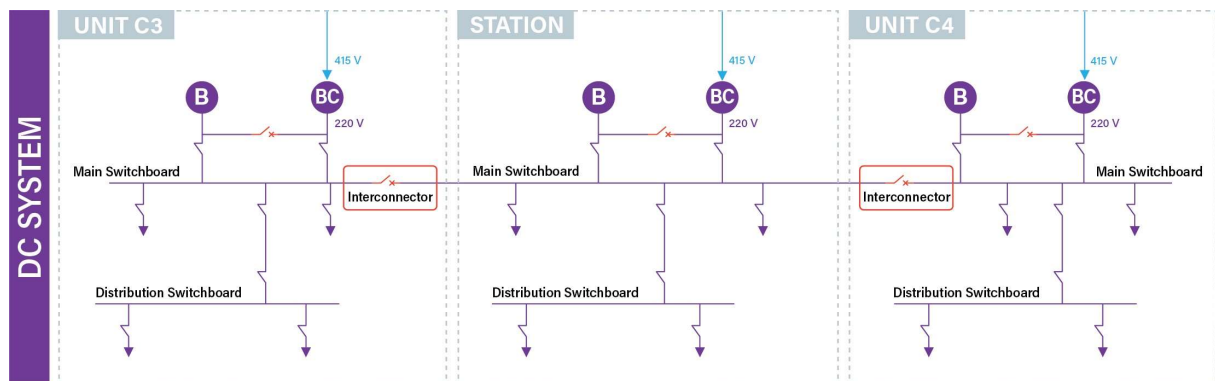 DC SYSTEM
UNIT C3
415 V
B
BC
220 V
Main Switchboard
Interconnector
Distribution Switchboard
STATION
415 V
B
BC
220 V
Main Switchboard
Distribution Switchboard
UNIT C4
415 V
B
BC
220 V
Main Switchboard
Interconnector
Distribution Switchboard